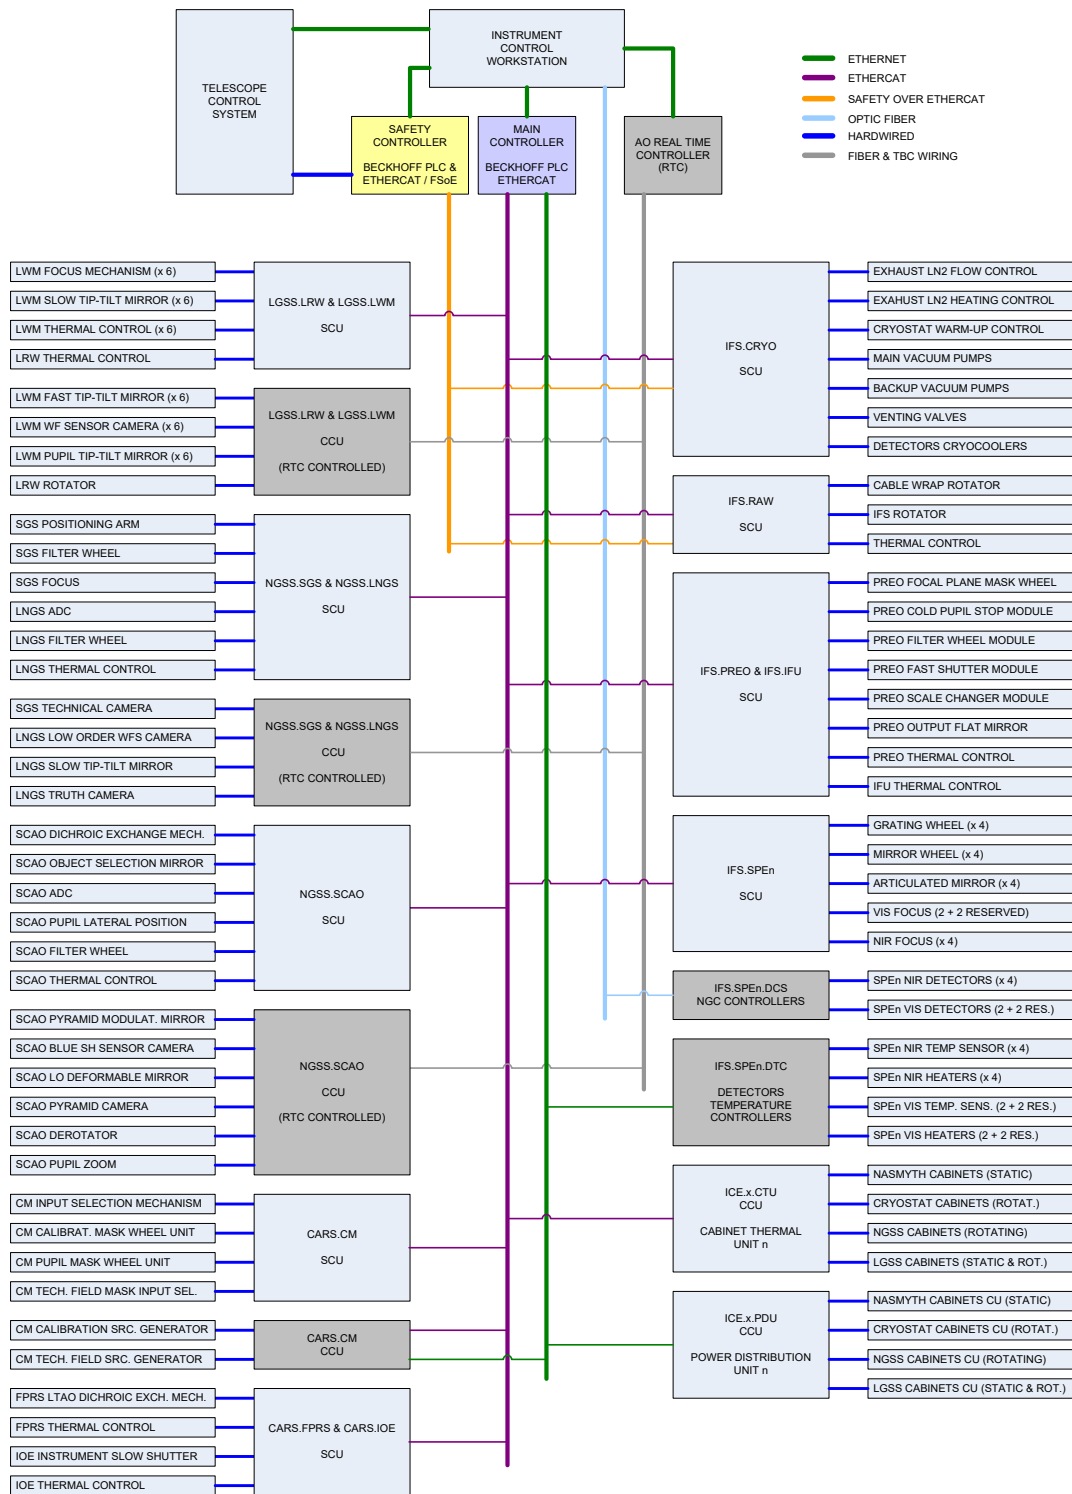 INSTRUMENT
CONTROL
WORKSTATION
TELESCOPE
CONTROL
SYSTEM
ETHERNET
ETHERCAT
SAFETY OVER ETHERCAT
OPTIC FIBER
HARDWIRED
FIBER & TBC WIRING
SAFETY
CONTROLLER
BECKHOFF PLC &
ETHERCAT / FSoE
MAIN
CONTROLLER
BECKHOFF PLC
ETHERCAT
AO REAL TIME
CONTROLLER
(RTC)
LWM FOCUS MECHANISM (x 6)
LWM SLOW TIP-TILT MIRROR (x 6)
LWM THERMAL CONTROL (x 6)
LRW THERMAL CONTROL
LGSS.LRW & LGSS.LWM
SCU
LWM FAST TIP-TILT MIRROR (x 6)
LWM WF SENSOR CAMERA (x 6)
LWM PUPIL TIP-TILT MIRROR (x 6)
LRW ROTATOR
LGSS.LRW & LGSS.LWM
CCU
(RTC CONTROLLED)
SGS POSITIONING ARM
SGS FILTER WHEEL
SGS FOCUS
LNGS ADC
LNGS FILTER WHEEL
LNGS THERMAL CONTROL
NGSS.SGS & NGSS.LNGS
SCU
SGS TECHNICAL CAMERA
LNGS LOW ORDER WFS CAMERA
LNGS SLOW TIP-TILT MIRROR
LNGS TRUTH CAMERA
NGSS.SGS & NGSS.LNGS
CCU
(RTC CONTROLLED)
SCAO DICHROIC EXCHANGE MECH.
SCAO OBJECT SELECTION MIRROR
SCAO ADC
SCAO PUPIL LATERAL POSITION
SCAO FILTER WHEEL
SCAO THERMAL CONTROL
NGSS.SCAO
SCU
SCAO PYRAMID MODULAT. MIRROR
SCAO BLUE SH SENSOR CAMERA
SCAO LO DEFORMABLE MIRROR
SCAO PYRAMID CAMERA
SCAO DEROTATOR
SCAO PUPIL ZOOM
NGSS.SCAO
CCU
(RTC CONTROLLED)
CM INPUT SELECTION MECHANISM
CM CALIBRAT. MASK WHEEL UNIT
CM PUPIL MASK WHEEL UNIT
CM TECH. FIELD MASK INPUT SEL.
CARS.CM
SCU
CM CALIBRATION SRC. GENERATOR
CM TECH. FIELD SRC. GENERATOR
CARS.CM
CCU
FPRS LTAO DICHROIC EXCH. MECH.
FPRS THERMAL CONTROL
IOE INSTRUMENT SLOW SHUTTER
IOE THERMAL CONTROL
CARS.FPRS & CARS.IOE
SCU
IFS.CRYO
SCU
EXHAUST LN2 FLOW CONTROL
EXAHUST LN2 HEATING CONTROL
CRYOSTAT WARM-UP CONTROL
MAIN VACUUM PUMPS
BACKUP VACUUM PUMPS
VENTING VALVES
DETECTORS CRYOCOOLERS
IFS.RAW
SCU
CABLE WRAP ROTATOR
IFS ROTATOR
THERMAL CONTROL
IFS.PREO & IFS.IFU
SCU
PREO FOCAL PLANE MASK WHEEL
PREO COLD PUPIL STOP MODULE
PREO FILTER WHEEL MODULE
PREO FAST SHUTTER MODULE
PREO SCALE CHANGER MODULE
PREO OUTPUT FLAT MIRROR
PREO THERMAL CONTROL
IFU THERMAL CONTROL
IFS.SPEn
SCU
GRATING WHEEL (x 4)
MIRROR WHEEL (x 4)
ARTICULATED MIRROR (x 4)
VIS FOCUS (2 + 2 RESERVED)
NIR FOCUS (x 4)
IFS.SPEn.DCS
NGC CONTROLLERS
SPEn NIR DETECTORS (x 4)
SPEn VIS DETECTORS (2 + 2 RES.)
IFS.SPEn.DTC
DETECTORS
TEMPERATURE
CONTROLLERS
SPEn NIR TEMP SENSOR (x 4)
SPEn NIR HEATERS (x 4)
SPEn VIS TEMP. SENS. (2 + 2 RES.)
SPEn VIS HEATERS (2 + 2 RES.)
ICE.x.CTU
CCU
CABINET THERMAL
UNIT n
NASMYTH CABINETS (STATIC)
CRYOSTAT CABINETS (ROTAT.)
NGSS CABINETS (ROTATING)
LGSS CABINETS (STATIC & ROT.)
ICE.x.PDU
CCU
POWER DISTRIBUTION
UNIT n
NASMYTH CABINETS CU (STATIC)
CRYOSTAT CABINETS CU (ROTAT.)
NGSS CABINETS CU (ROTATING)
LGSS CABINETS CU (STATIC & ROT.)